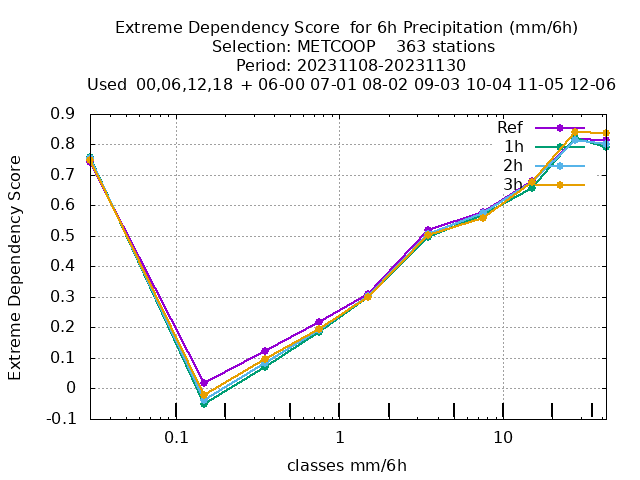 Extreme Dependency Score  for 6h Precipitation (mm/6h)
Selection: METCOOP    363 stations
Period: 20231108-20231130
Used  00,06,12,18  + 06-00 07-01 08-02 09-03 10-04 11-05 12-06
Extreme Dependency Score
0.9
0.8
0.7
0.6
0.5
0.4
0.3
0.2
0.1
0
-0.1
Ref
1h
2h
3h
0.1
1
10
classes mm/6h